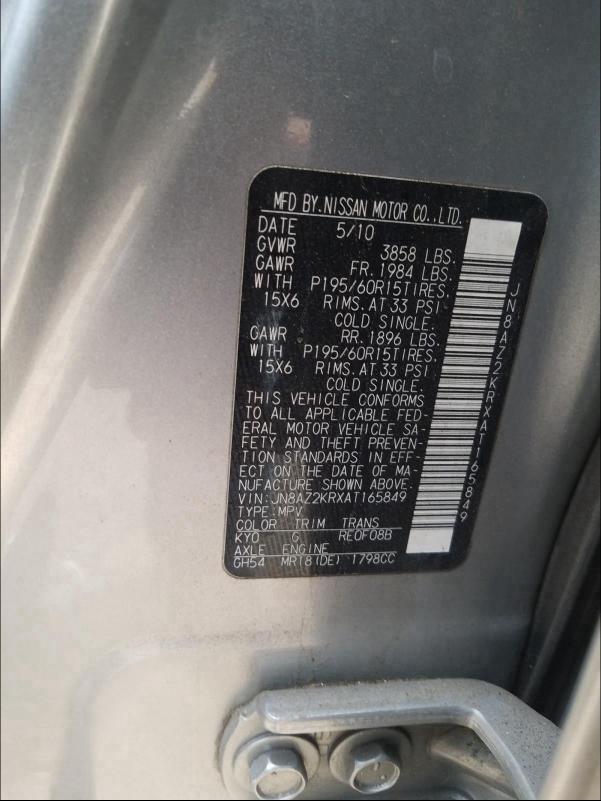 MFD BY.NISSAN MOTOR CO.,LTD.
DATE 5/10
GVWR 3858 LBS.
GAWR FR. 1984 LBS.
WITH P195/60R15TIRES.
15X6 RIMS.AT 33 PSI
COLD SINGLE.
GAWR RR. 1896 LBS.
WITH P195/60R15TIRES.
15X6 RIMS.AT 33 PSI
COLD SINGLE.
THIS VEHICLE CONFORMS
TO ALL APPLICABLE FED-
ERAL MOTOR VEHICLE SA-
FETY AND THEFT PREVEN-
TION STANDARDS IN EFF-
ECT ON THE DATE OF MA-
NUFACTURE SHOWN ABOVE.
VIN:JN8AZ2KRXAT165849
TYPE:MPV
COLOR TRIM TRANS
KY0 G RE0F08B
AXLE ENGINE
GH54 MR18(DE) 1798CC
JN8AZ2KRXAT165849